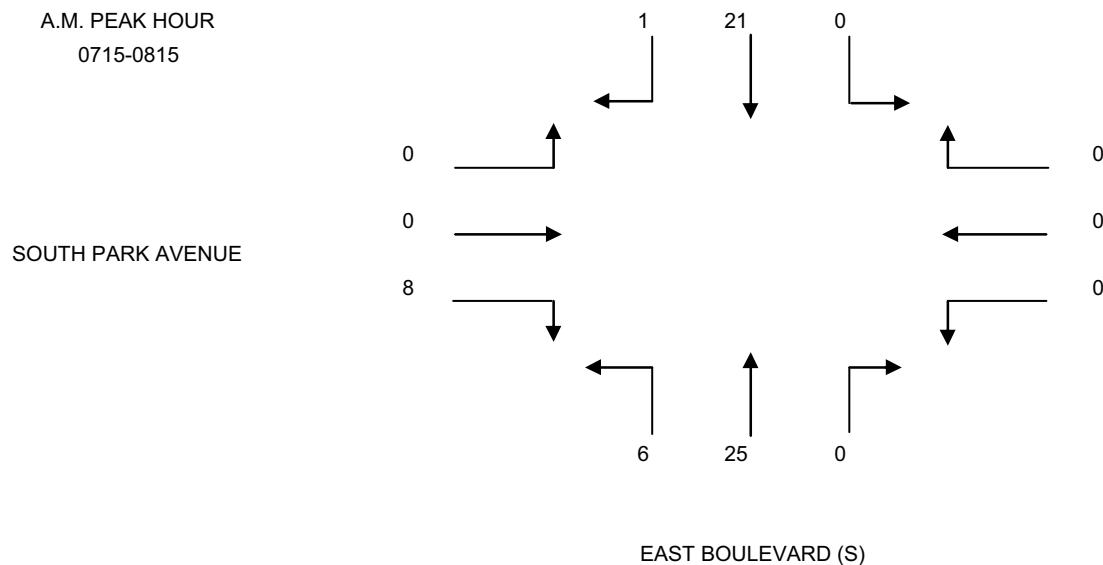 A.M. PEAK HOUR
0715-0815
1 21 0
0 0
0 0
SOUTH PARK AVENUE
8 0
6 25 0
EAST BOULEVARD (S)